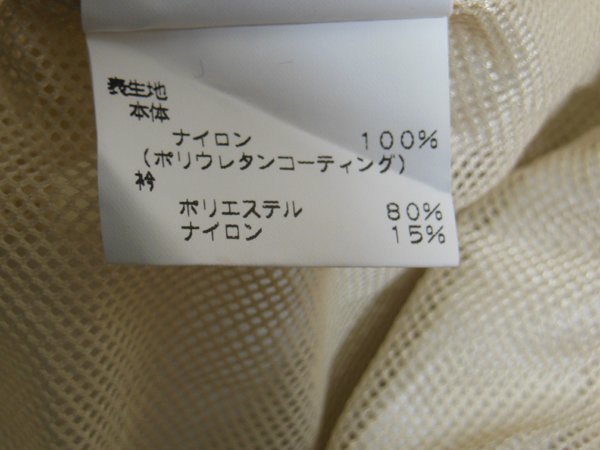 表生地
本体
ナイロン 100%
(ポリウレタンコーティング)
衿
ポリエステル 80%
ナイロン 15%